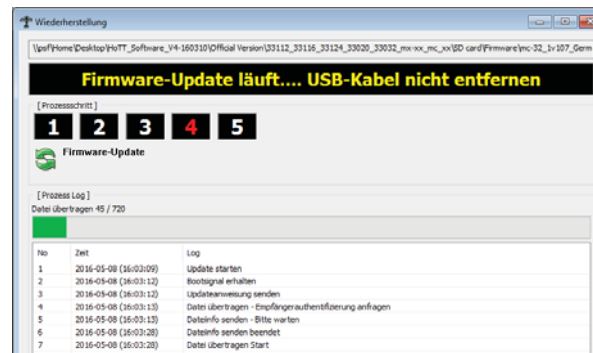 Wiederherstellung
\\psf\Home\Desktop\HoTT_Software_V4-160310\Official Version\33112_33116_33124_33020_33032_mx-xx_mc_xx\SD card\Firmware\mc-32_1v107_Germ
Firmware-Update läuft.... USB-Kabel nicht entfernen
[ Prozessschritt ]
1 2 3 4 5
Firmware-Update
[ Prozess Log ]
Datei übertragen 45 / 720
No Zeit Log
1 2016-05-08 (16:03:09) Update starten
2 2016-05-08 (16:03:12) Bootsignal erhalten
3 2016-05-08 (16:03:12) Updateanweisung senden
4 2016-05-08 (16:03:13) Datei übertragen - Empfängerauthentifizierung anfragen
5 2016-05-08 (16:03:13) Dateinfo senden - Bitte warten
6 2016-05-08 (16:03:28) Dateinfo senden beendet
7 2016-05-08 (16:03:28) Datei übertragen Start